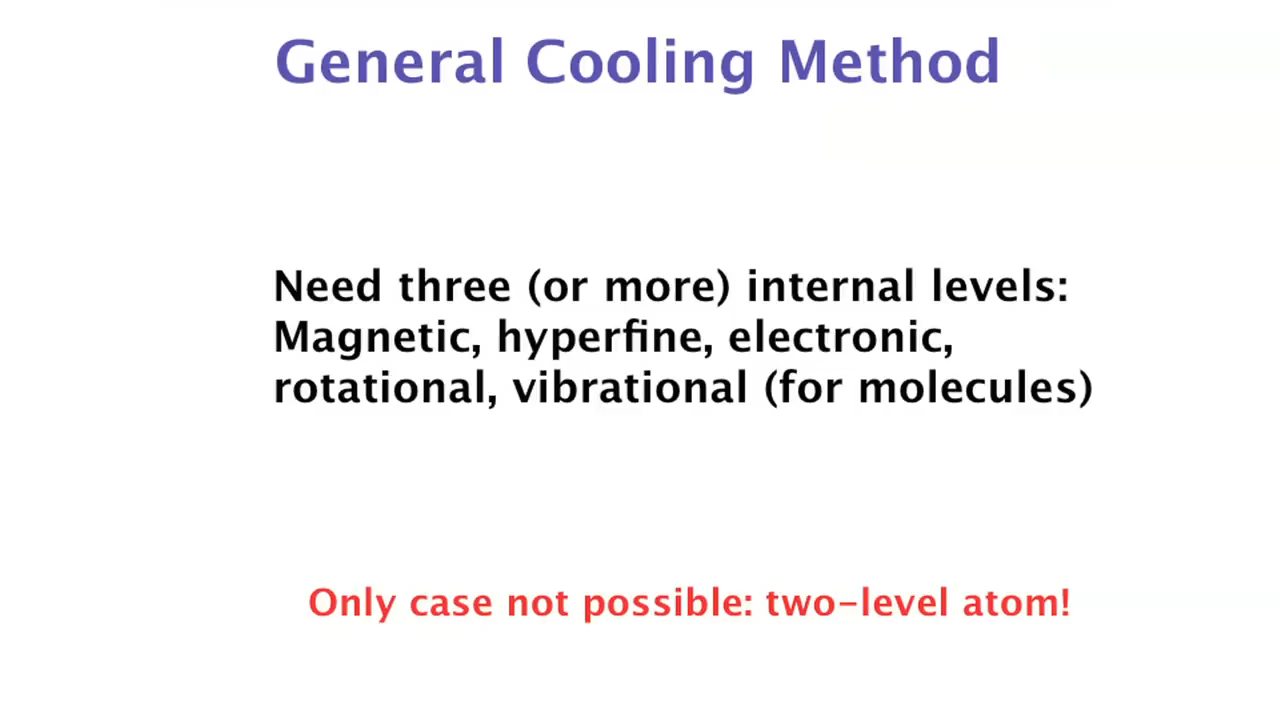 General Cooling Method
Need three (or more) internal levels:
Magnetic, hyperfine, electronic,
rotational, vibrational (for molecules)
Only case not possible: two-level atom!